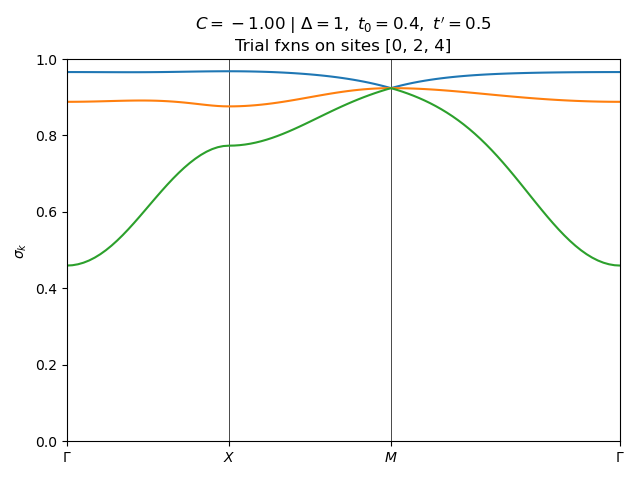 C = −1.00 | Δ = 1, t₀ = 0.4, t′ = 0.5
Trial fxns on sites [0, 2, 4]
1.0
0.8
0.6
0.4
0.2
0.0
σₖ
Γ
X
M
Γ